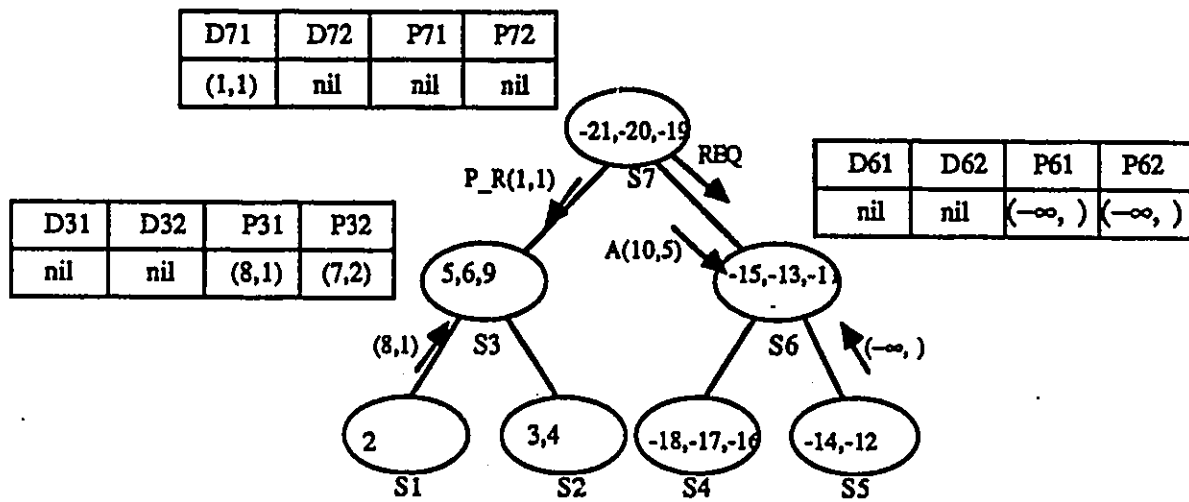 D71 D72 P71 P72
(1,1) nil nil nil
-21,-20,-19
S7
REQ
P_R(1,1)
D61 D62 P61 P62
nil nil (-∞, ) (-∞, )
D31 D32 P31 P32
nil nil (8,1) (7,2)
A(10,5)
5,6,9
S3
-15,-13,-11
S6
(8,1)
(-∞, )
2
S1
3,4
S2
-18,-17,-16
S4
-14,-12
S5